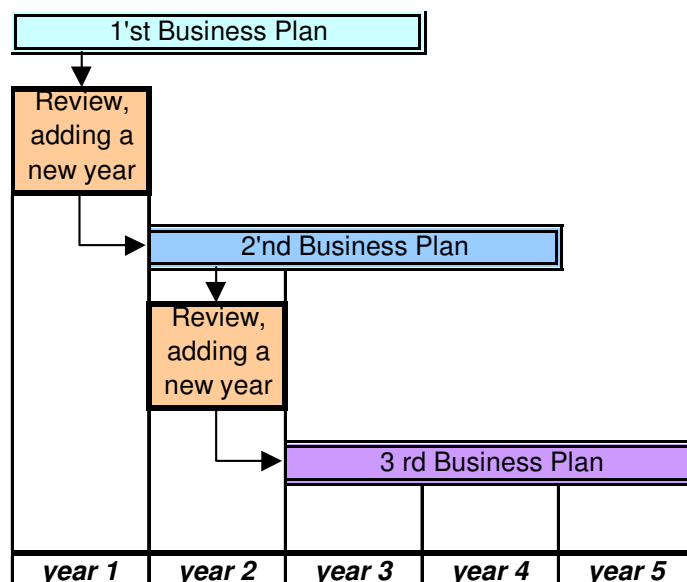 1'st Business Plan
Review,
adding a
new year
2'nd Business Plan
Review,
adding a
new year
3 rd Business Plan
year 1 year 2 year 3 year 4 year 5